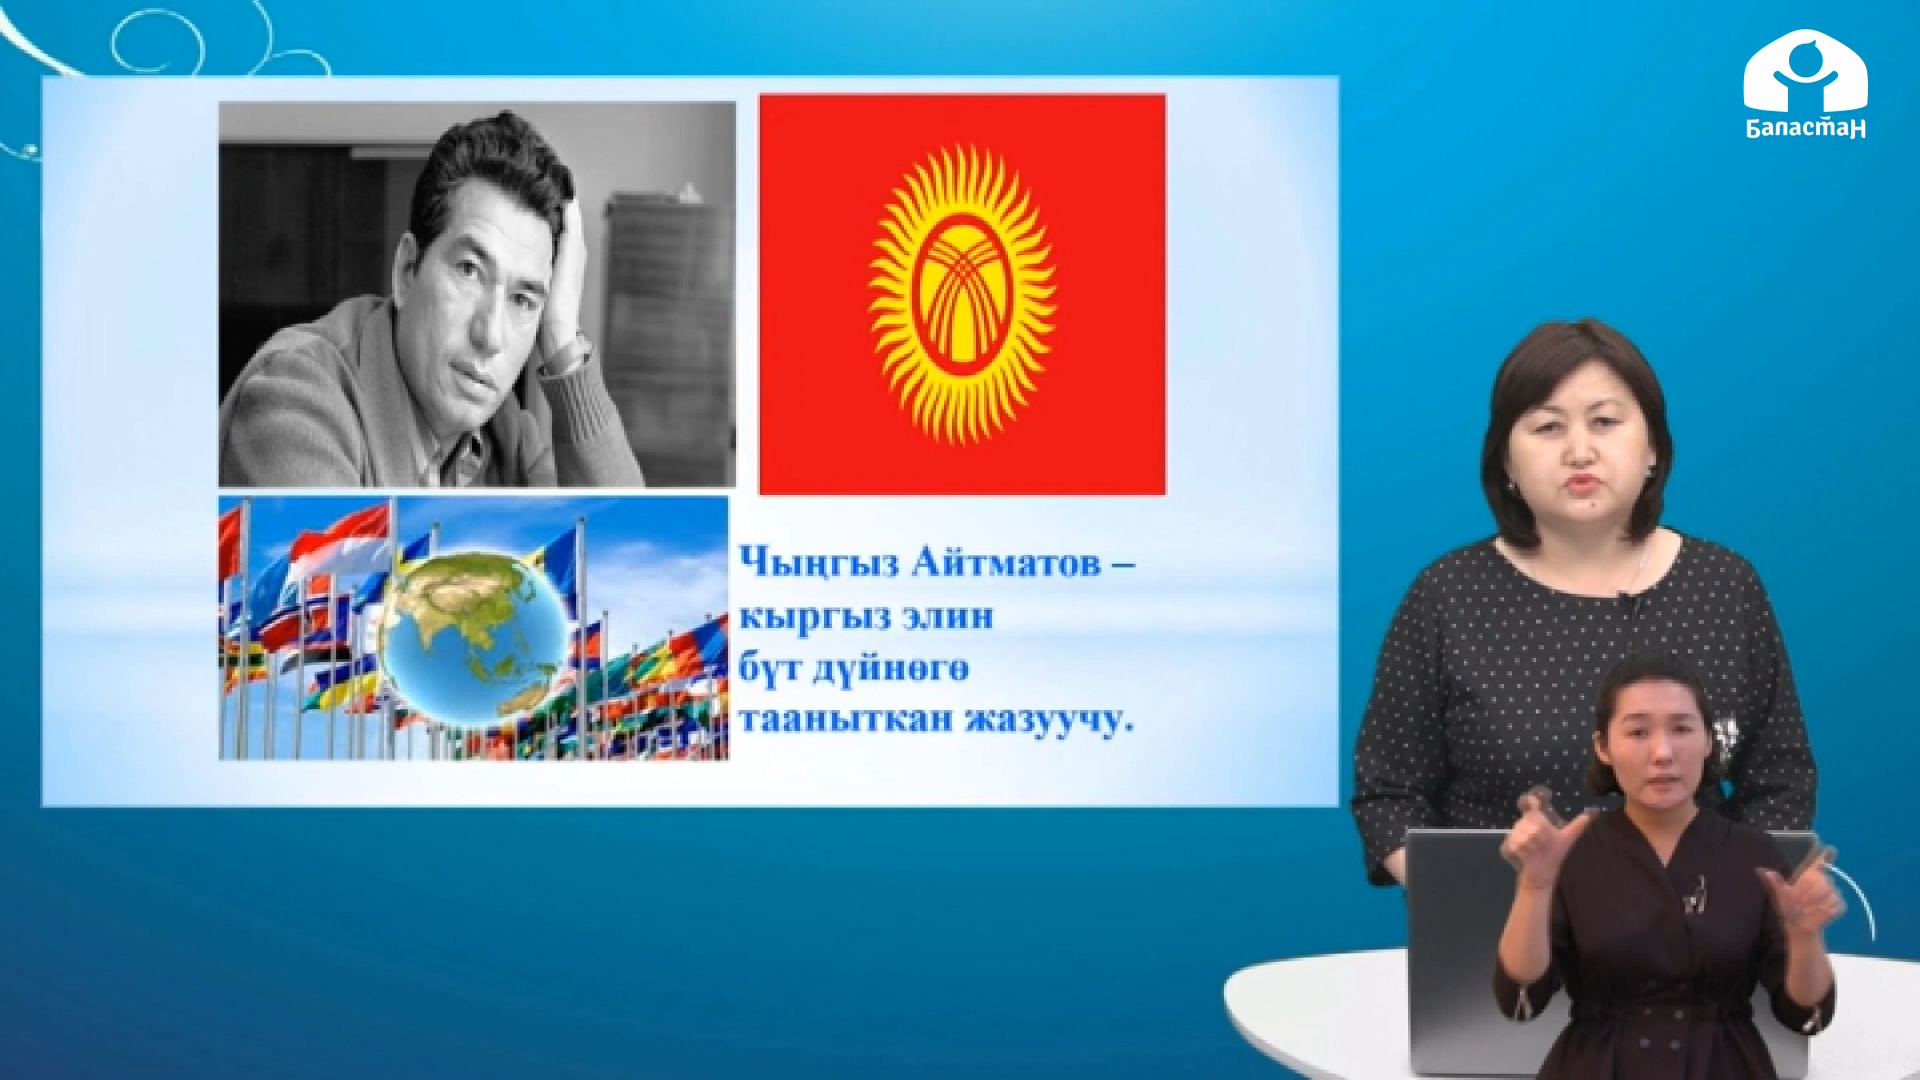 Баластан
Чыңгыз Айтматов –
кыргыз элин
бүт дүйнөгө
тааныткан жазуучу.